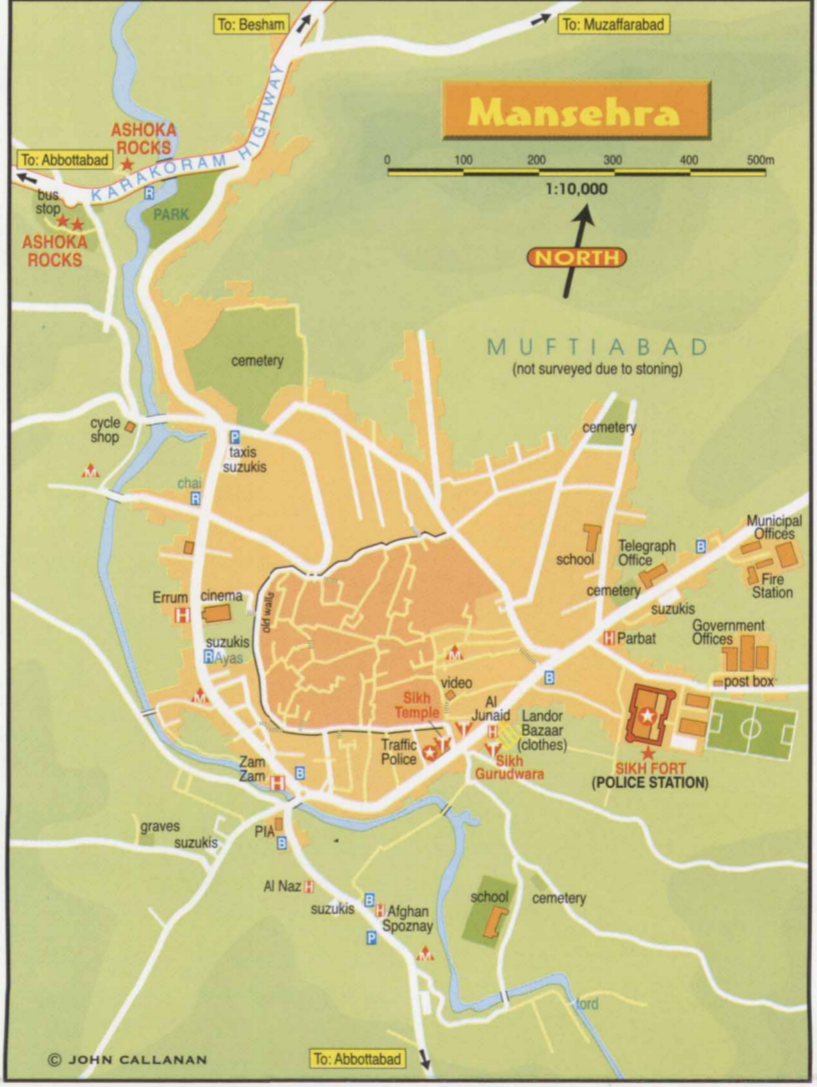 To: Besham
To: Muzaffarabad
Mansehra
0 100 200 300 400 500m
1:10,000
NORTH
ASHOKA
ROCKS
To: Abbottabad
KARAKORAM HIGHWAY
bus
stop
R
PARK
ASHOKA
ROCKS
MUFTIABAD
(not surveyed due to stoning)
cemetery
cycle
shop
P
taxis
suzukis
cemetery
M
chai
R
school
Telegraph
Office
B
Municipal
Offices
Fire
Station
cemetery
suzukis
Errum
H
cinema
old walls
H Parbat
Government
Offices
suzukis
R Ayas
M
B
post box
M
video
Sikh
Temple
Al
Junaid
H
Landor
Bazaar
(clothes)
Traffic
Police
T
T
T
Sikh
Gurudwara
SIKH FORT
(POLICE STATION)
Zam
Zam
H
B
graves
suzukis
PIA
B
Al Naz H
suzukis
B
H Afghan
Spoznay
P
school
cemetery
M
ford
© JOHN CALLANAN
To: Abbottabad